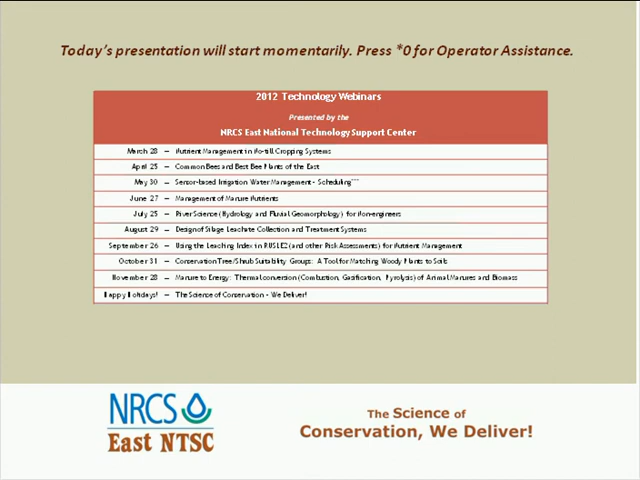 Today's presentation will start momentarily. Press *0 for Operator Assistance.
2012 Technology Webinars
Presented by the
NRCS East National Technology Support Center
March 28 – Nutrient Management in No-till Cropping Systems
April 25 – Common Bees and Best Bee Plants of the East
May 30 – Sensor-based Irrigation Water Management - Scheduling***
June 27 – Management of Manure Nutrients
July 25 – River Science (Hydrology and Fluvial Geomorphology) for Non-engineers
August 29 – Design of Silage Leachate Collection and Treatment Systems
September 26 – Using the Leaching Index in RUSLE2 (and other Risk Assessments) for Nutrient Management
October 31 – Conservation Tree/Shrub Suitability Groups: A Tool for Matching Woody Plants to Soils
November 28 – Manure to Energy: Thermal conversion (Combustion, Gasification, Pyrolysis) of Animal Manures and Biomass
Happy Holidays! – The Science of Conservation - We Deliver!
NRCS
East NTSC
The Science of
Conservation, We Deliver!